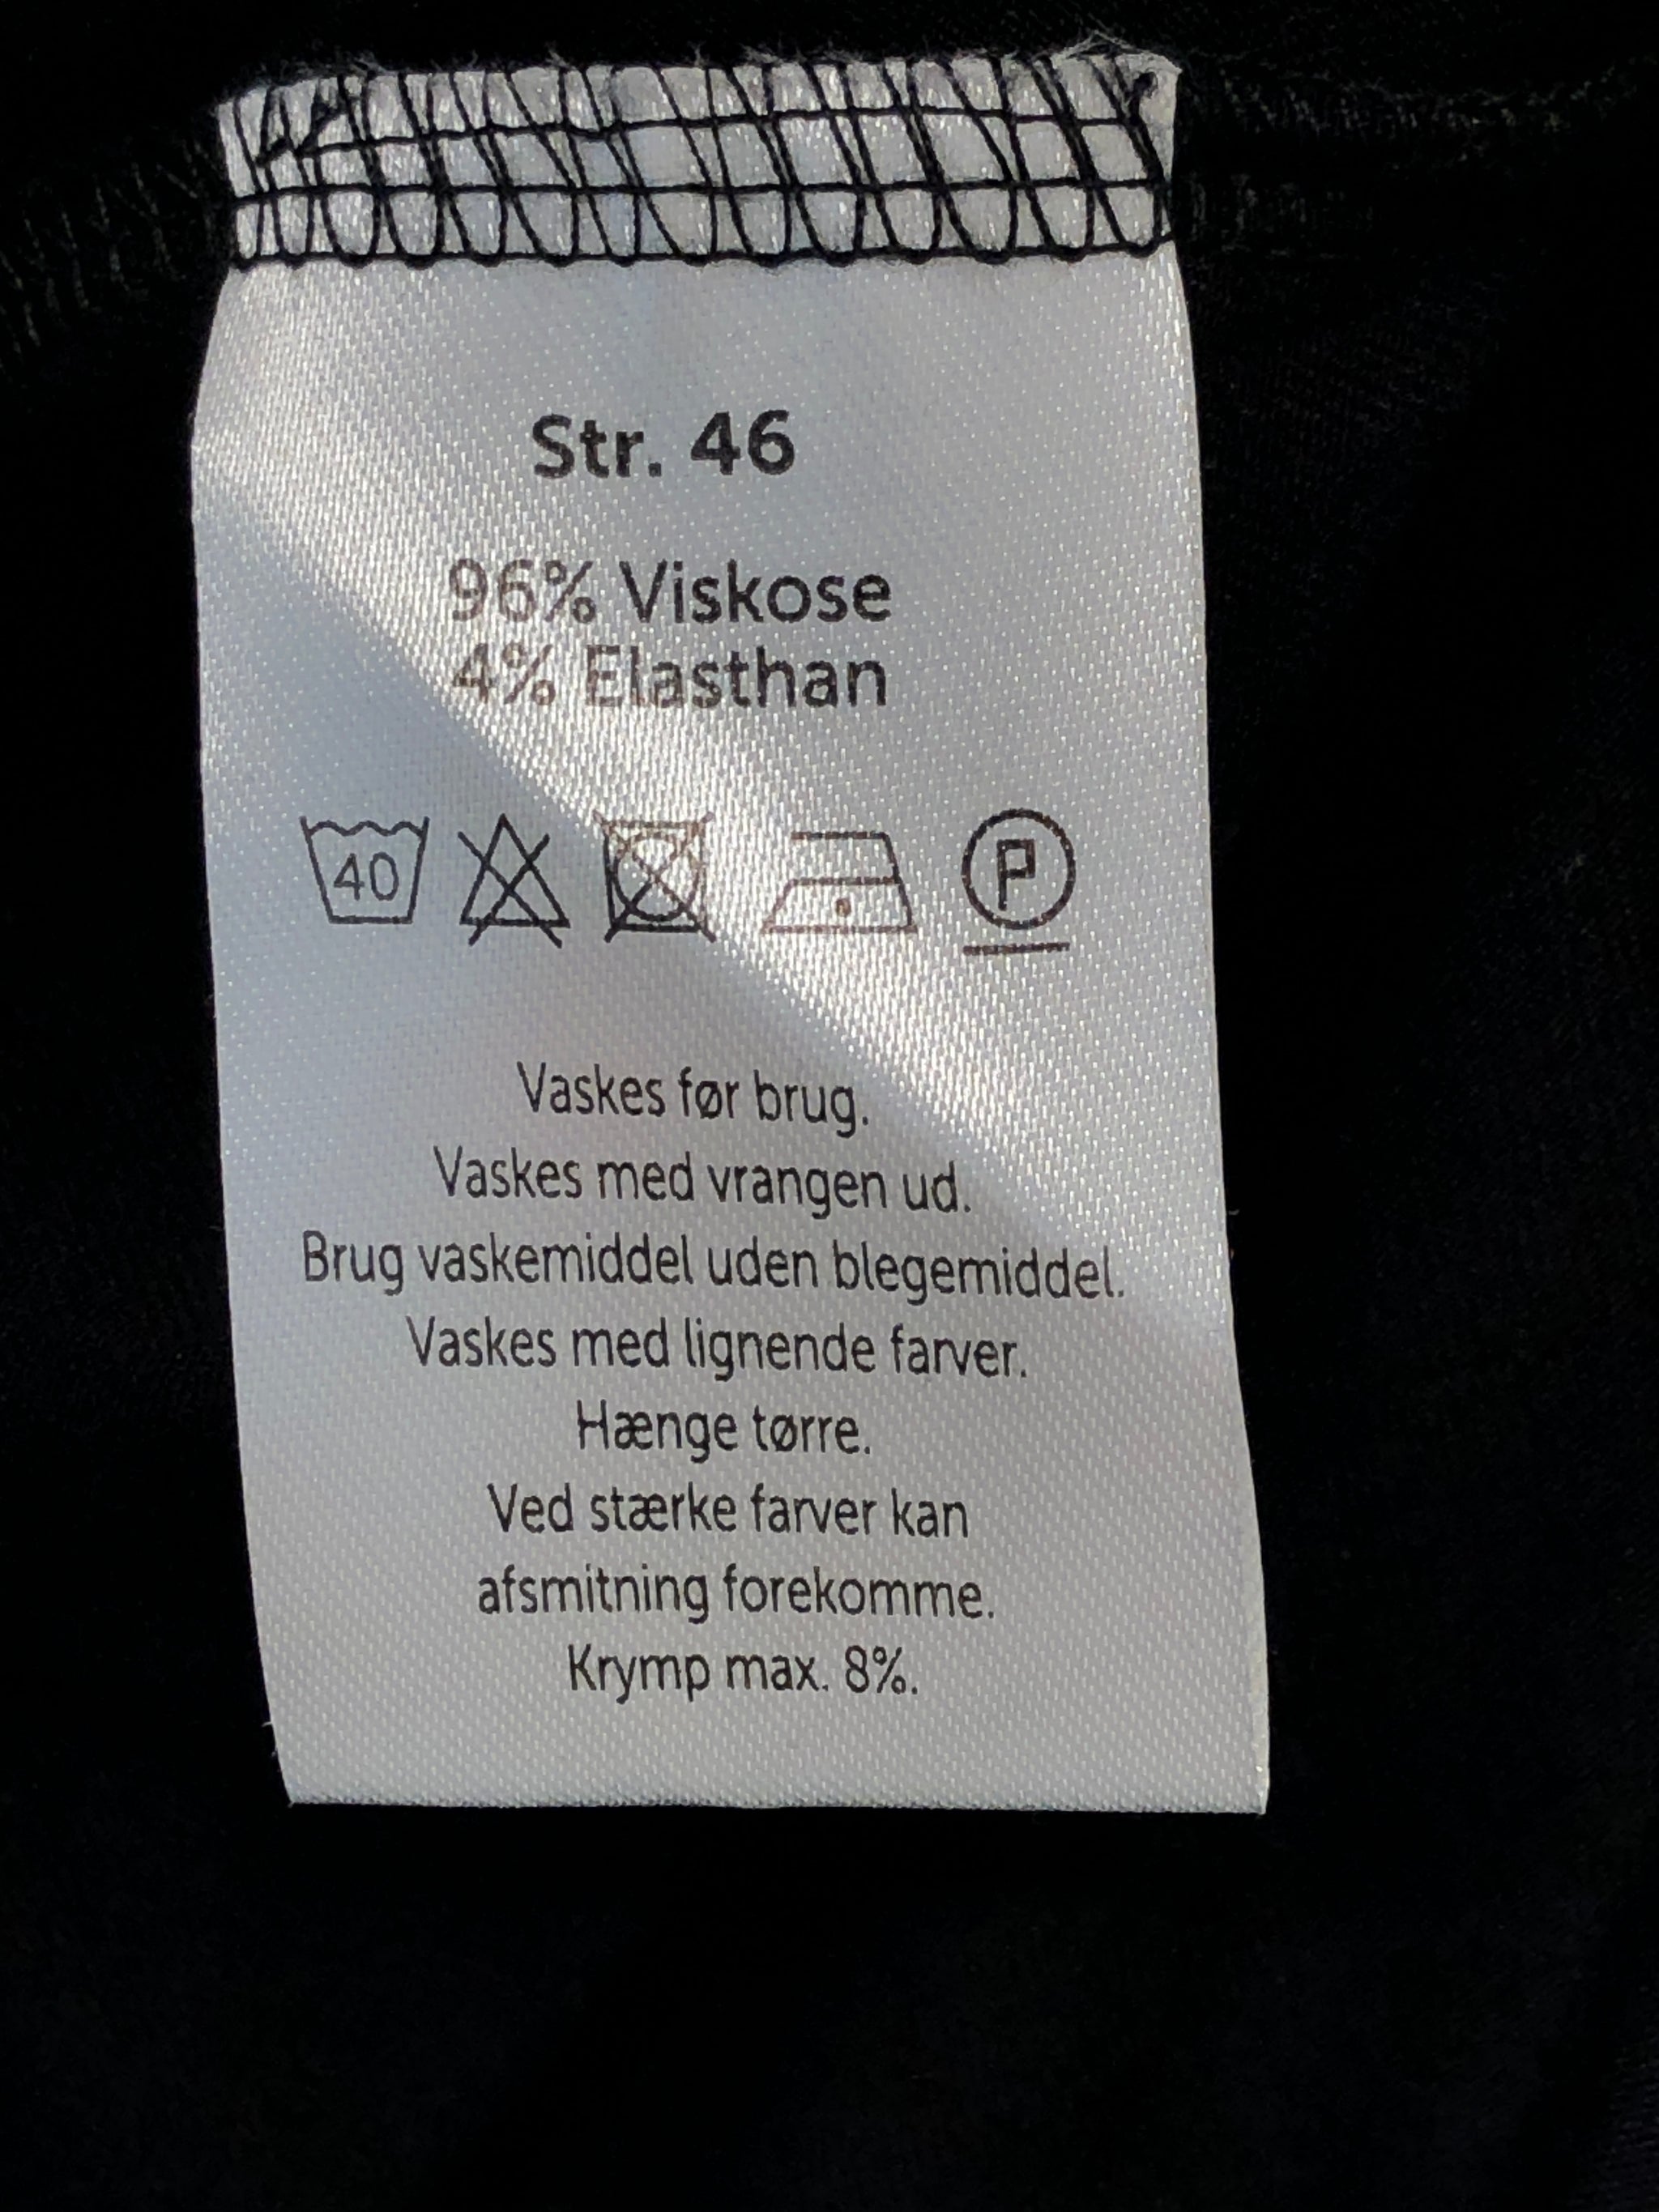 Str. 46
96% Viskose
4% Elasthan
40
P
Vaskes før brug.
Vaskes med vrangen ud.
Brug vaskemiddel uden blegemiddel.
Vaskes med lignende farver.
Hænge tørre.
Ved stærke farver kan
afsmitning forekomme.
Krymp max. 8%.